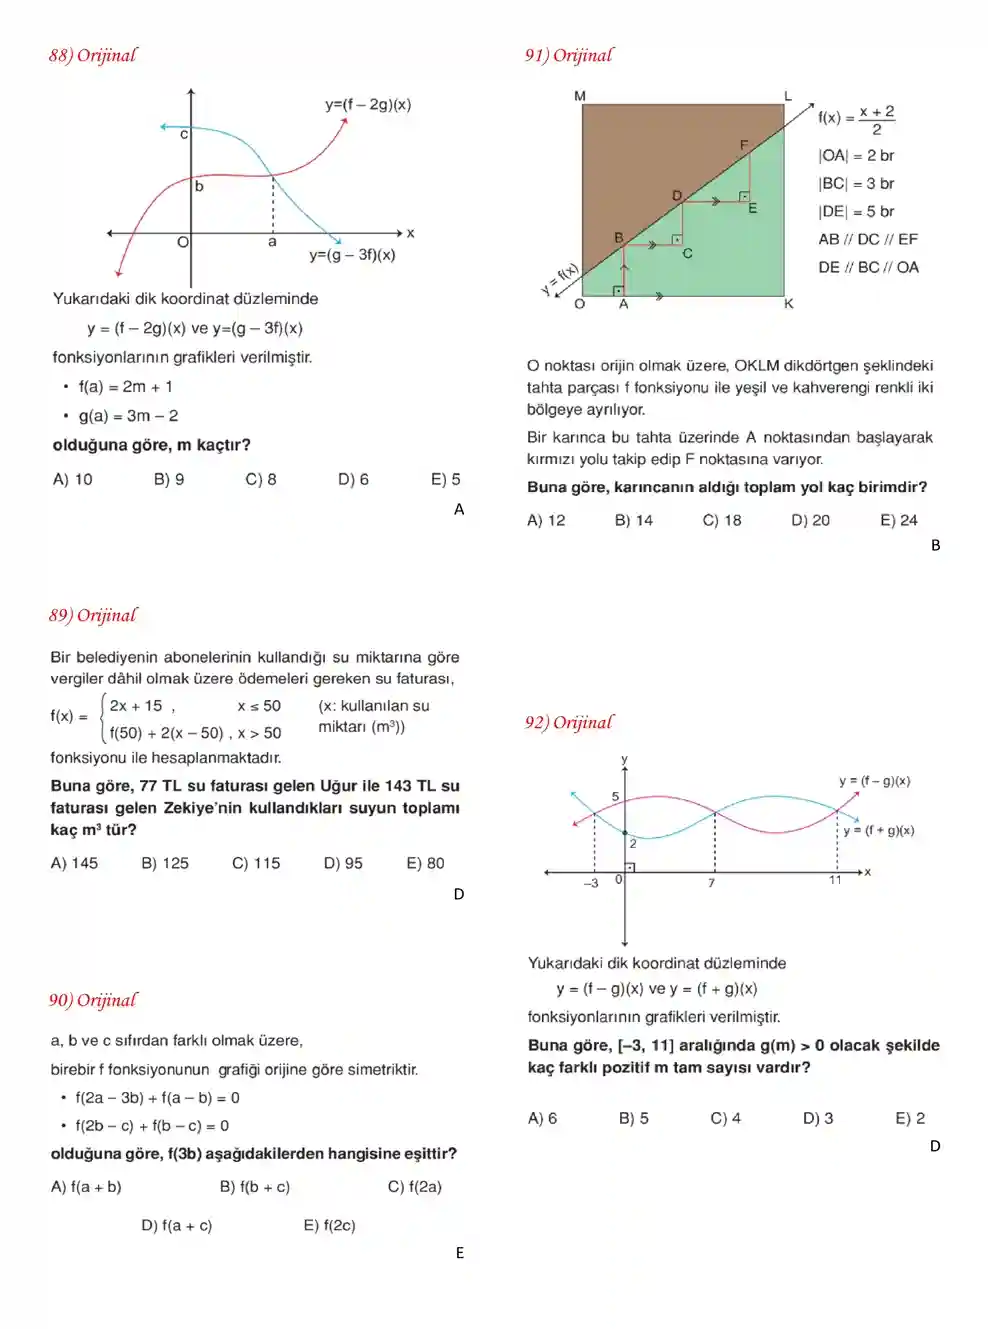 88) Orijinal
y=(f – 2g)(x)
c
b
O
a
x
y=(g – 3f)(x)
Yukarıdaki dik koordinat düzleminde
y = (f – 2g)(x) ve y=(g – 3f)(x)
fonksiyonlarının grafikleri verilmiştir.
• f(a) = 2m + 1
• g(a) = 3m – 2
olduğuna göre, m kaçtır?
A) 10 B) 9 C) 8 D) 6 E) 5
A
89) Orijinal
Bir belediyenin abonelerinin kullandığı su miktarına göre
vergiler dâhil olmak üzere ödemeleri gereken su faturası,
f(x) = { 2x + 15 , x ≤ 50 (x: kullanılan su
f(50) + 2(x – 50) , x > 50 miktarı (m³))
fonksiyonu ile hesaplanmaktadır.
Buna göre, 77 TL su faturası gelen Uğur ile 143 TL su
faturası gelen Zekiye'nin kullandıkları suyun toplamı
kaç m³ tür?
A) 145 B) 125 C) 115 D) 95 E) 80
D
90) Orijinal
a, b ve c sıfırdan farklı olmak üzere,
birebir f fonksiyonunun grafiği orijine göre simetriktir.
• f(2a – 3b) + f(a – b) = 0
• f(2b – c) + f(b – c) = 0
olduğuna göre, f(3b) aşağıdakilerden hangisine eşittir?
A) f(a + b) B) f(b + c) C) f(2a)
D) f(a + c) E) f(2c)
E
91) Orijinal
M
L
F
D
E
B
C
y = f(x)
O
A
K
f(x) = x + 2 / 2
|OA| = 2 br
|BC| = 3 br
|DE| = 5 br
AB // DC // EF
DE // BC // OA
O noktası orijin olmak üzere, OKLM dikdörtgen şeklindeki
tahta parçası f fonksiyonu ile yeşil ve kahverengi renkli iki
bölgeye ayrılıyor.
Bir karınca bu tahta üzerinde A noktasından başlayarak
kırmızı yolu takip edip F noktasına varıyor.
Buna göre, karıncanın aldığı toplam yol kaç birimdir?
A) 12 B) 14 C) 18 D) 20 E) 24
B
92) Orijinal
y
y = (f – g)(x)
5
y = (f + g)(x)
2
–3
0
7
11
x
Yukarıdaki dik koordinat düzleminde
y = (f – g)(x) ve y = (f + g)(x)
fonksiyonlarının grafikleri verilmiştir.
Buna göre, [–3, 11] aralığında g(m) > 0 olacak şekilde
kaç farklı pozitif m tam sayısı vardır?
A) 6 B) 5 C) 4 D) 3 E) 2
D